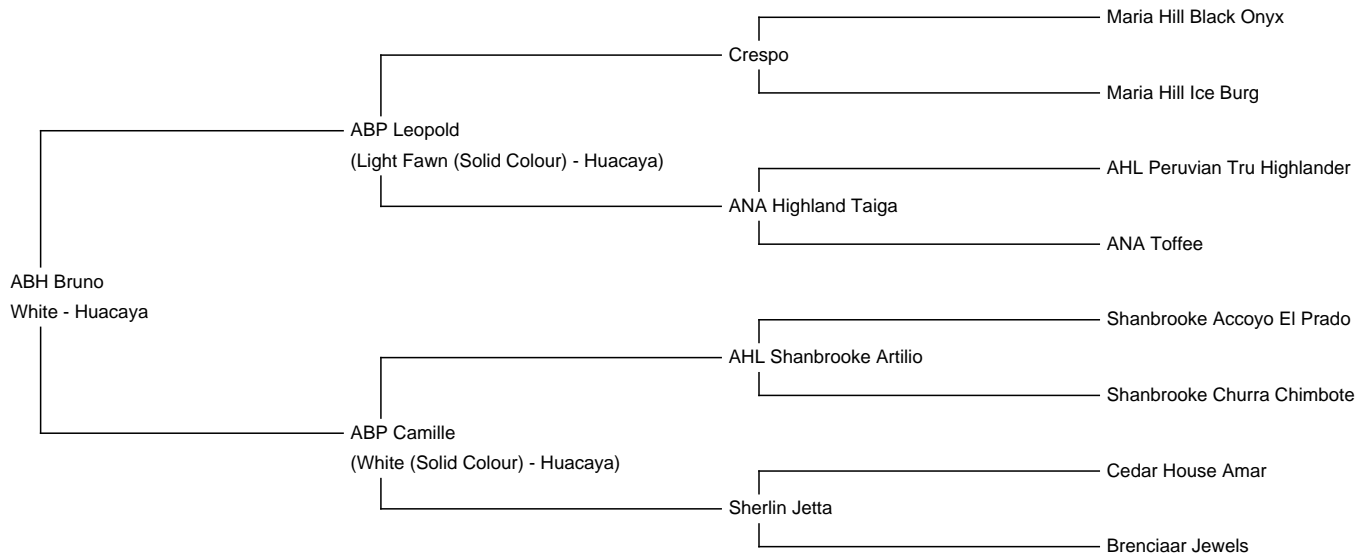 Maria Hill Black Onyx
Crespo
Maria Hill Ice Burg
ABP Leopold
(Light Fawn (Solid Colour) - Huacaya)
AHL Peruvian Tru Highlander
ANA Highland Taiga
ANA Toffee
ABH Bruno
White - Huacaya
Shanbrooke Accoyo El Prado
AHL Shanbrooke Artilio
Shanbrooke Churra Chimbote
ABP Camille
(White (Solid Colour) - Huacaya)
Cedar House Amar
Sherlin Jetta
Brenciaar Jewels